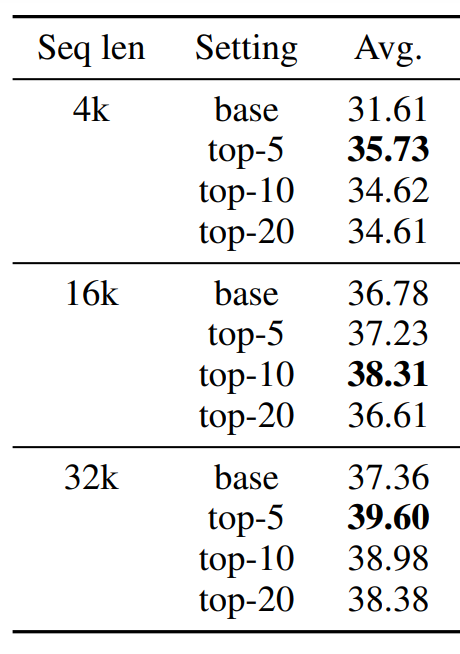 Seq len Setting Avg.
4k base 31.61
top-5 35.73
top-10 34.62
top-20 34.61
16k base 36.78
top-5 37.23
top-10 38.31
top-20 36.61
32k base 37.36
top-5 39.60
top-10 38.98
top-20 38.38